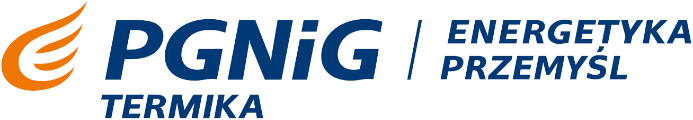 PGNiG
TERMIKA
ENERGETYKA
PRZEMYŚL